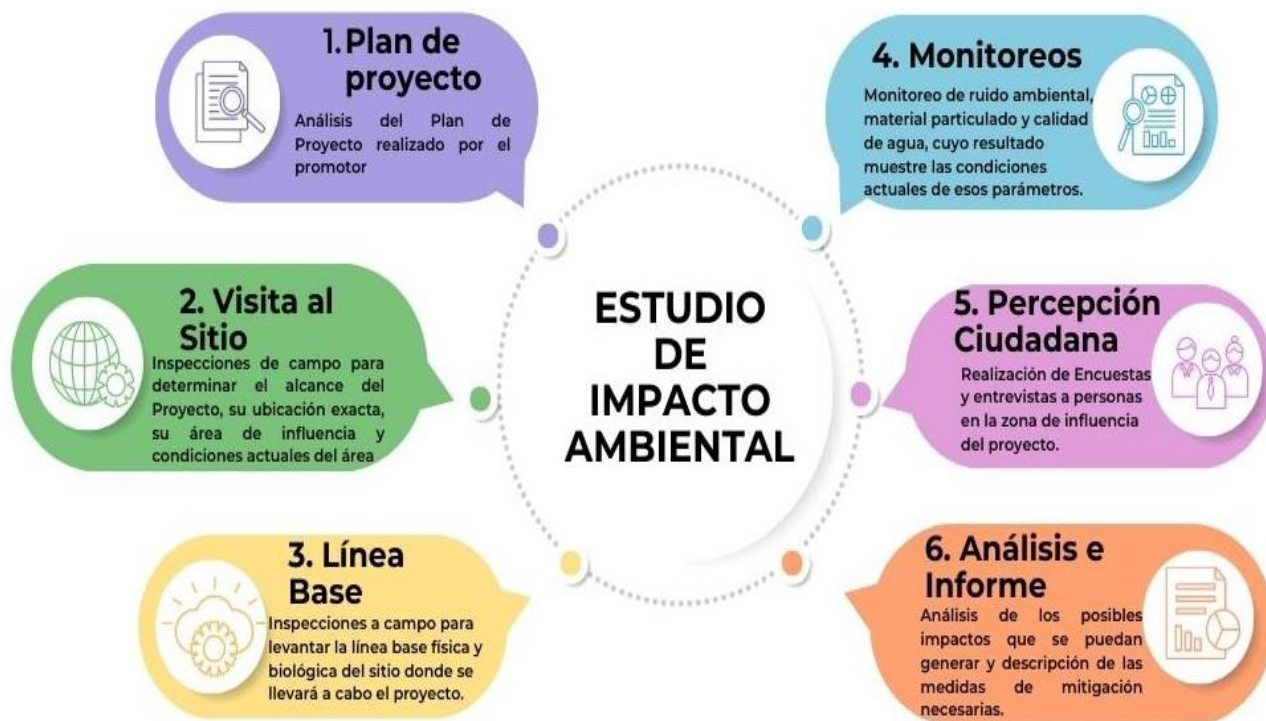 1. Plan de
proyecto
Análisis del Plan de
Proyecto realizado por el
promotor
2. Visita al
Sitio
Inspecciones de campo para
determinar el alcance del
Proyecto, su ubicación exacta,
su área de influencia y
condiciones actuales del área
3. Línea
Base
Inspecciones a campo para
levantar la línea base física y
biológica del sitio donde se
llevará a cabo el proyecto.
ESTUDIO
DE
IMPACTO
AMBIENTAL
4. Monitoreos
Monitoreo de ruido ambiental,
material particulado y calidad
de agua, cuyo resultado
muestre las condiciones
actuales de esos parámetros.
5. Percepción
Ciudadana
Realización de Encuestas
y entrevistas a personas
en la zona de influencia
del proyecto.
6. Análisis e
Informe
Análisis de los posibles
impactos que se puedan
generar y descripción de las
medidas de mitigación
necesarias.